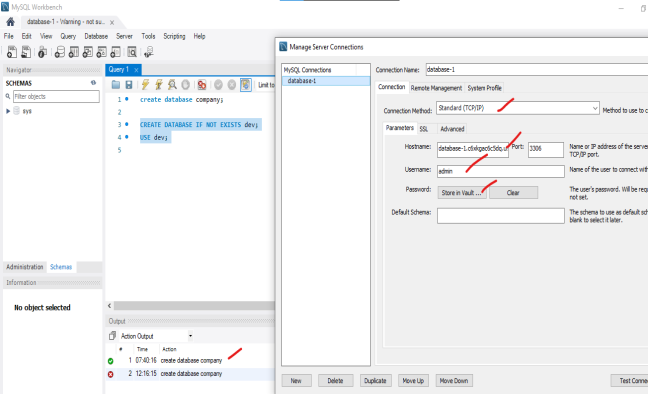 MySQL Workbench
database-1 - Warning - not su... x
File Edit View Query Database Server Tools Scripting Help
Navigator
SCHEMAS
Filter objects
sys
Administration Schemas
Information
No object selected
Query 1 x
Limit to
1 create database company;
2
3 CREATE DATABASE IF NOT EXISTS dev;
4 USE dev;
5
Output
Action Output
# Time Action
1 07:40:16 create database company
2 12:16:15 create database company
Manage Server Connections
MySQL Connections
database-1
Connection Name: database-1
Connection Remote Management System Profile
Connection Method: Standard (TCP/IP) Method to use to c
Parameters SSL Advanced
Hostname: Port: 3306 Name or IP address of the server
TCP/IP port.
Username: admin Name of the user to connect with
Password: Store in Vault ... Clear The user's password. Will be requ
not set.
Default Schema: The schema to use as default sch
blank to select it later.
New Delete Duplicate Move Up Move Down Test Conne